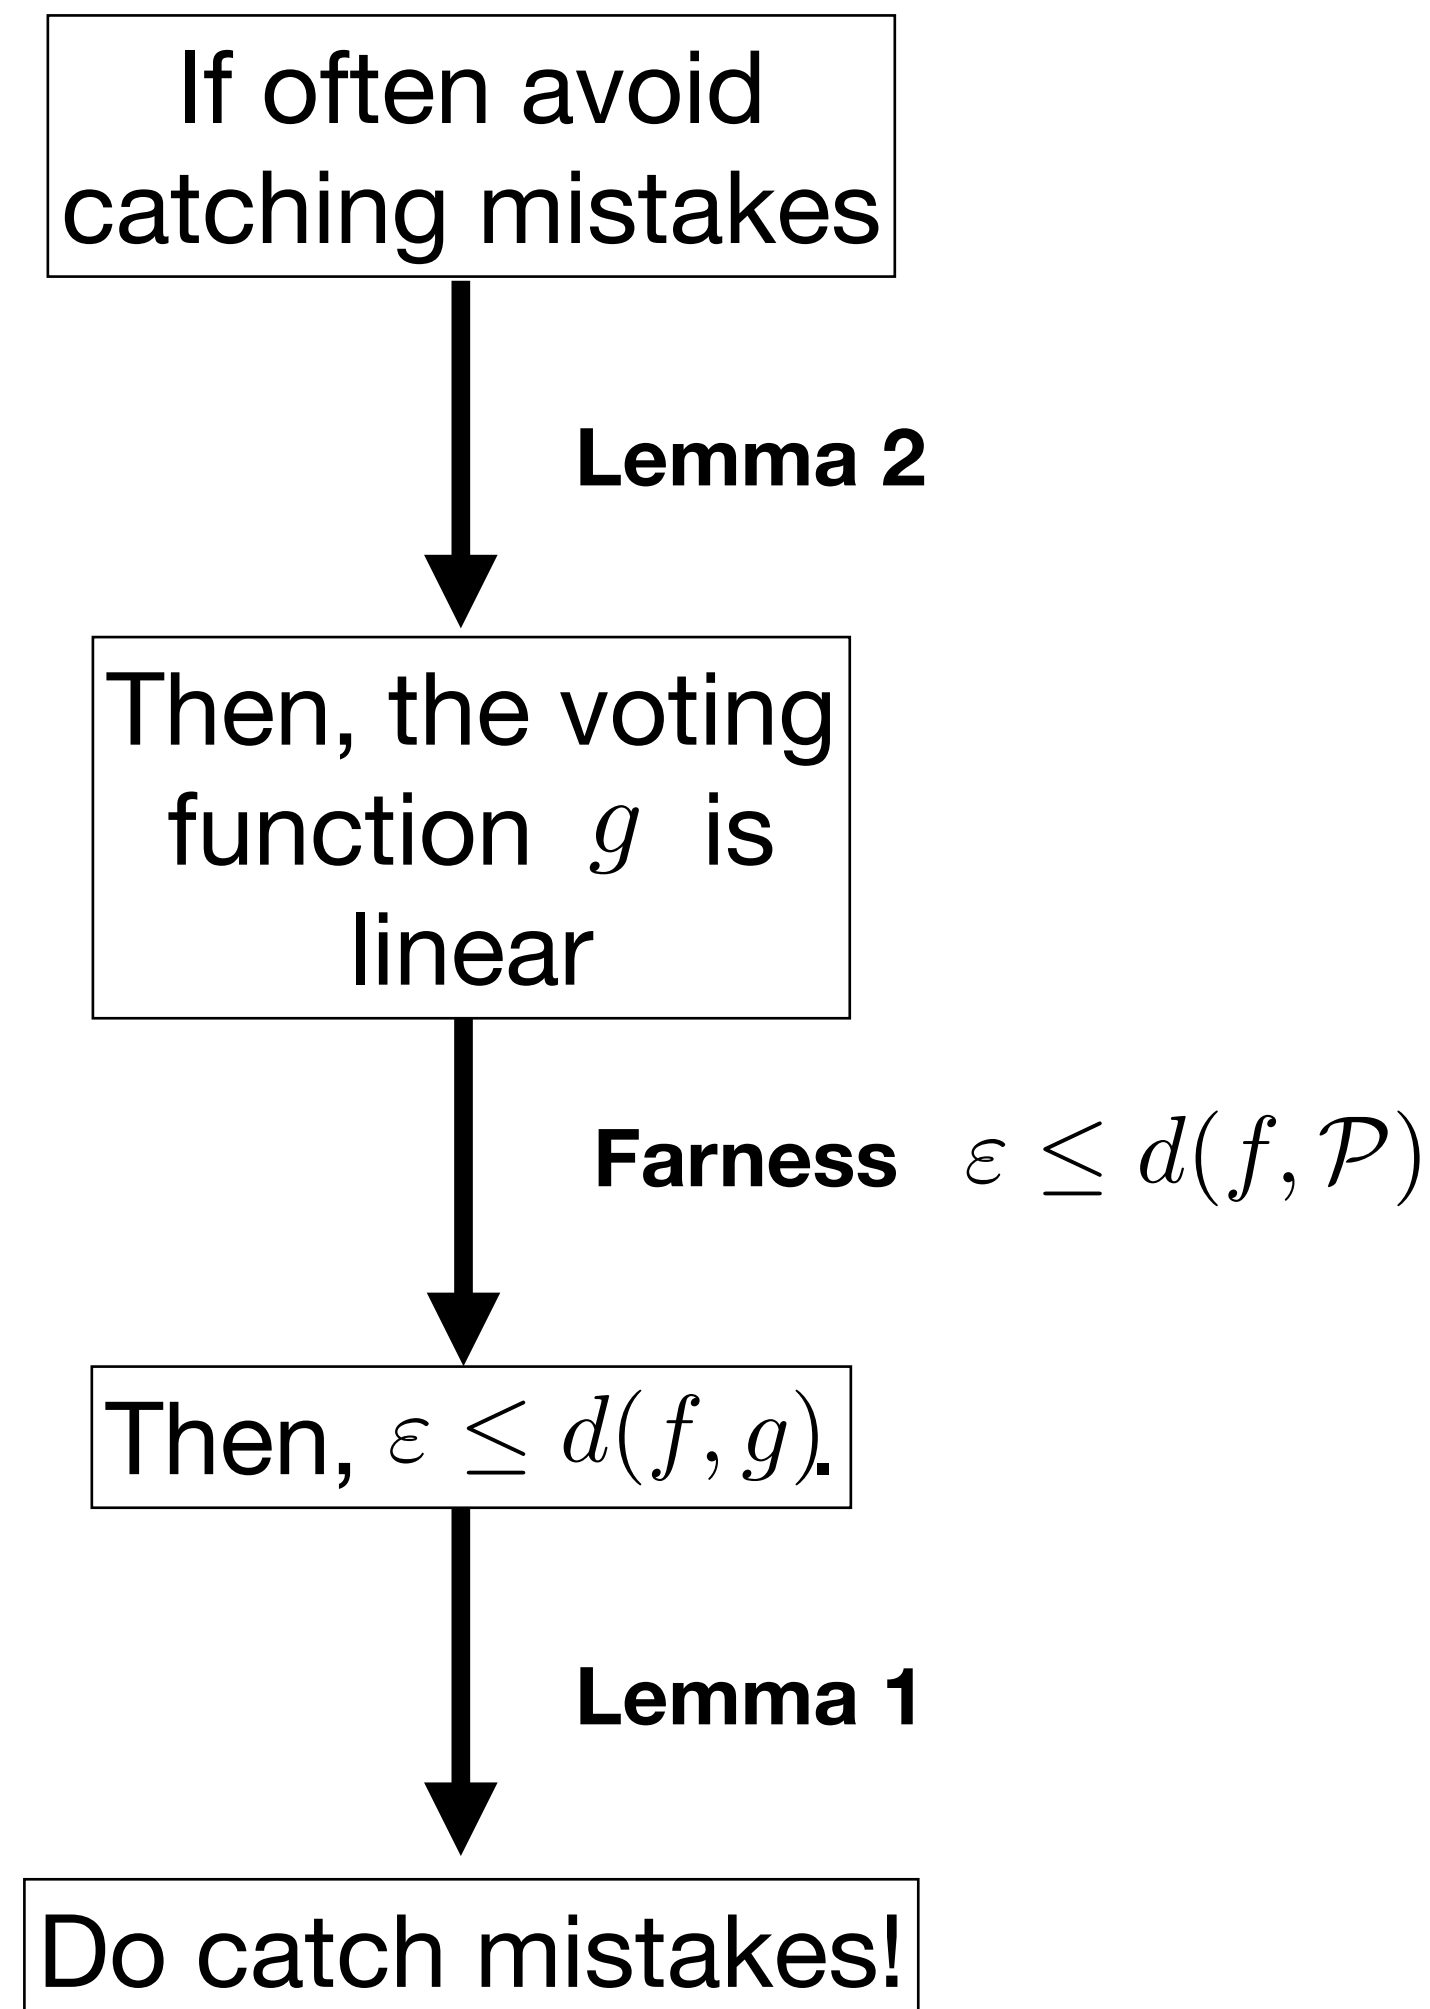 If often avoid
catching mistakes
Lemma 2
Then, the voting
function g is
linear
Farness ε ≤ d(f, 𝒫)
Then, ε ≤ d(f, g).
Lemma 1
Do catch mistakes!